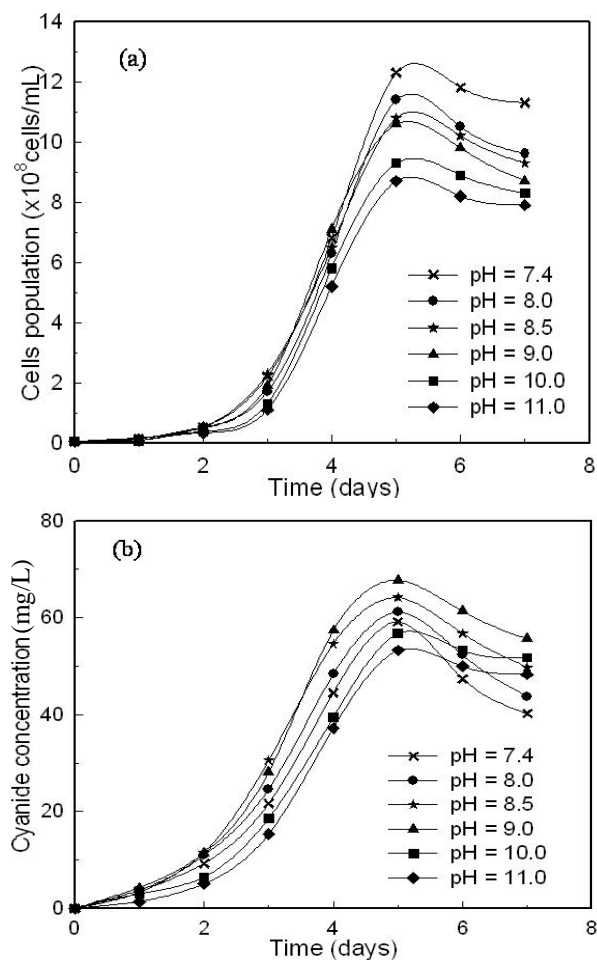 14
12
10
8
6
4
2
0
Cells population (x10⁸cells/mL)
(a)
pH = 7.4
pH = 8.0
pH = 8.5
pH = 9.0
pH = 10.0
pH = 11.0
0 2 4 6 8
Time (days)
80
60
40
20
0
Cyanide concentration (mg/L)
(b)
pH = 7.4
pH = 8.0
pH = 8.5
pH = 9.0
pH = 10.0
pH = 11.0
0 2 4 6 8
Time (days)